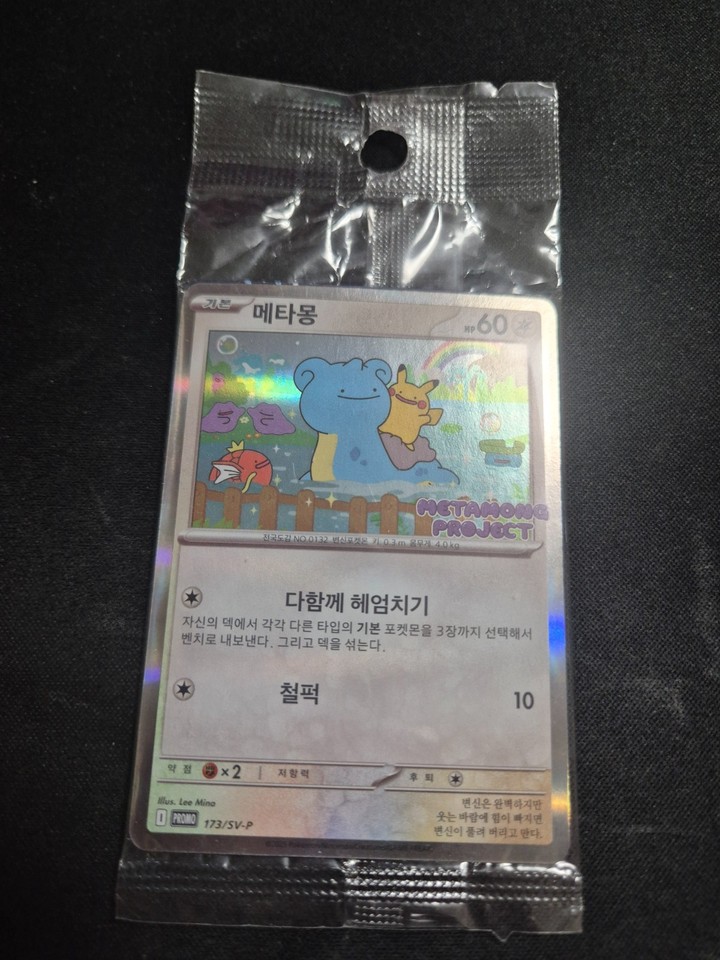 기본 메타몽 HP 60
METAMONG
PROJECT
전국도감 NO.0132 변신포켓몬 키 0.3 m 몸무게 4.0 kg
다함께 헤엄치기
자신의 덱에서 각각 다른 타입의 기본 포켓몬을 3장까지 선택해서
벤치로 내보낸다. 그리고 덱을 섞는다.
철퍽 10
약점 ×2 저항력 후퇴
Illus. Lee Mina
I PROMO 173/SV-P
변신은 완벽하지만
웃는 바람에 힘이 빠지면
변신이 풀려 버리고 만다.